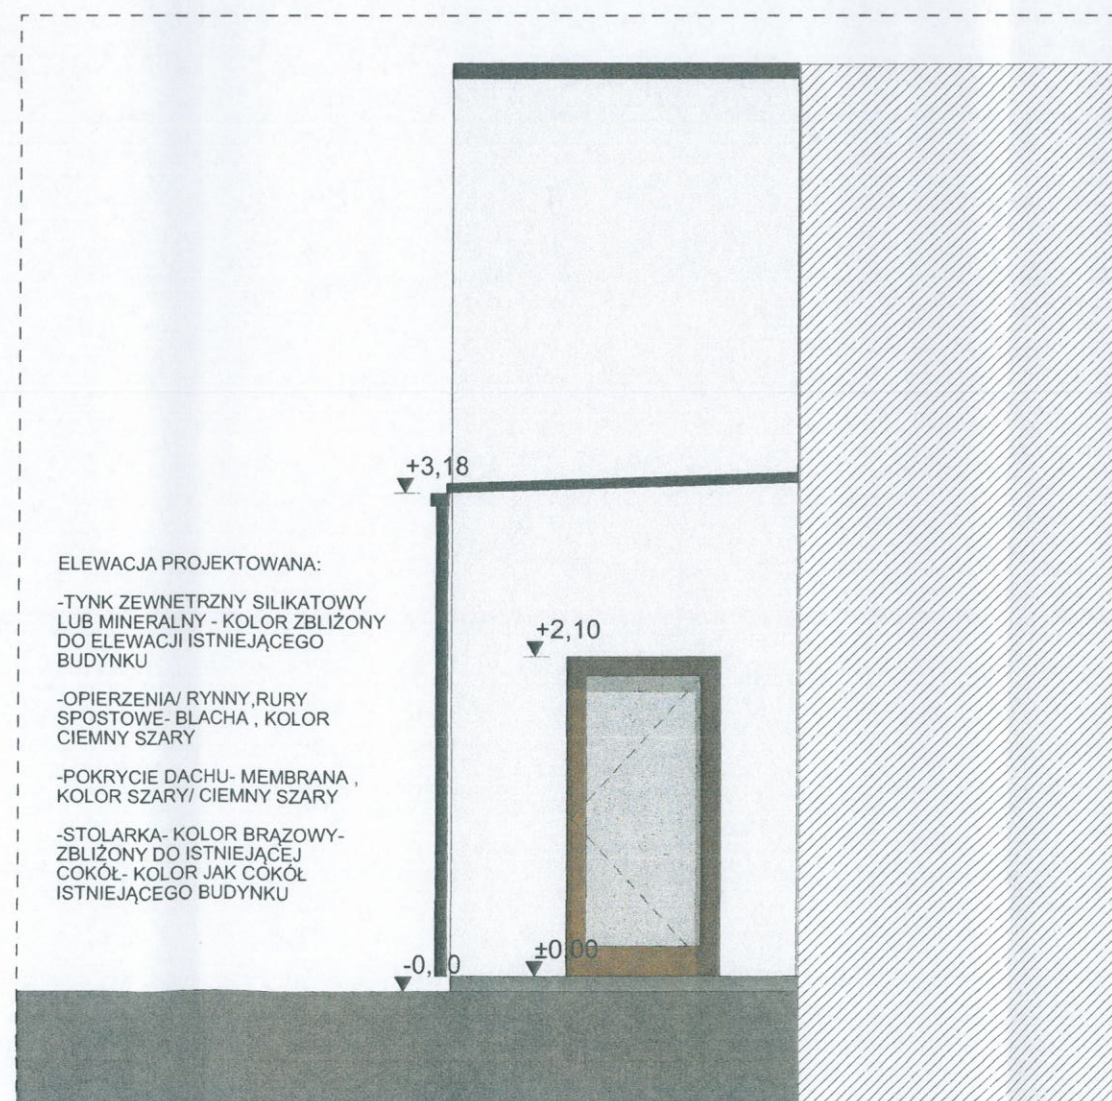 +3,18
ELEWACJA PROJEKTOWANA:
-TYNK ZEWNETRZNY SILIKATOWY
LUB MINERALNY - KOLOR ZBLIŻONY
DO ELEWACJI ISTNIEJĄCEGO
BUDYNKU
+2,10
-OPIERZENIA/ RYNNY,RURY
SPOSTOWE- BLACHA , KOLOR
CIEMNY SZARY
-POKRYCIE DACHU- MEMBRANA ,
KOLOR SZARY/ CIEMNY SZARY
-STOLARKA- KOLOR BRĄZOWY-
ZBLIŻONY DO ISTNIEJĄCEJ
COKÓŁ- KOLOR JAK COKÓŁ
ISTNIEJĄCEGO BUDYNKU
±0,00